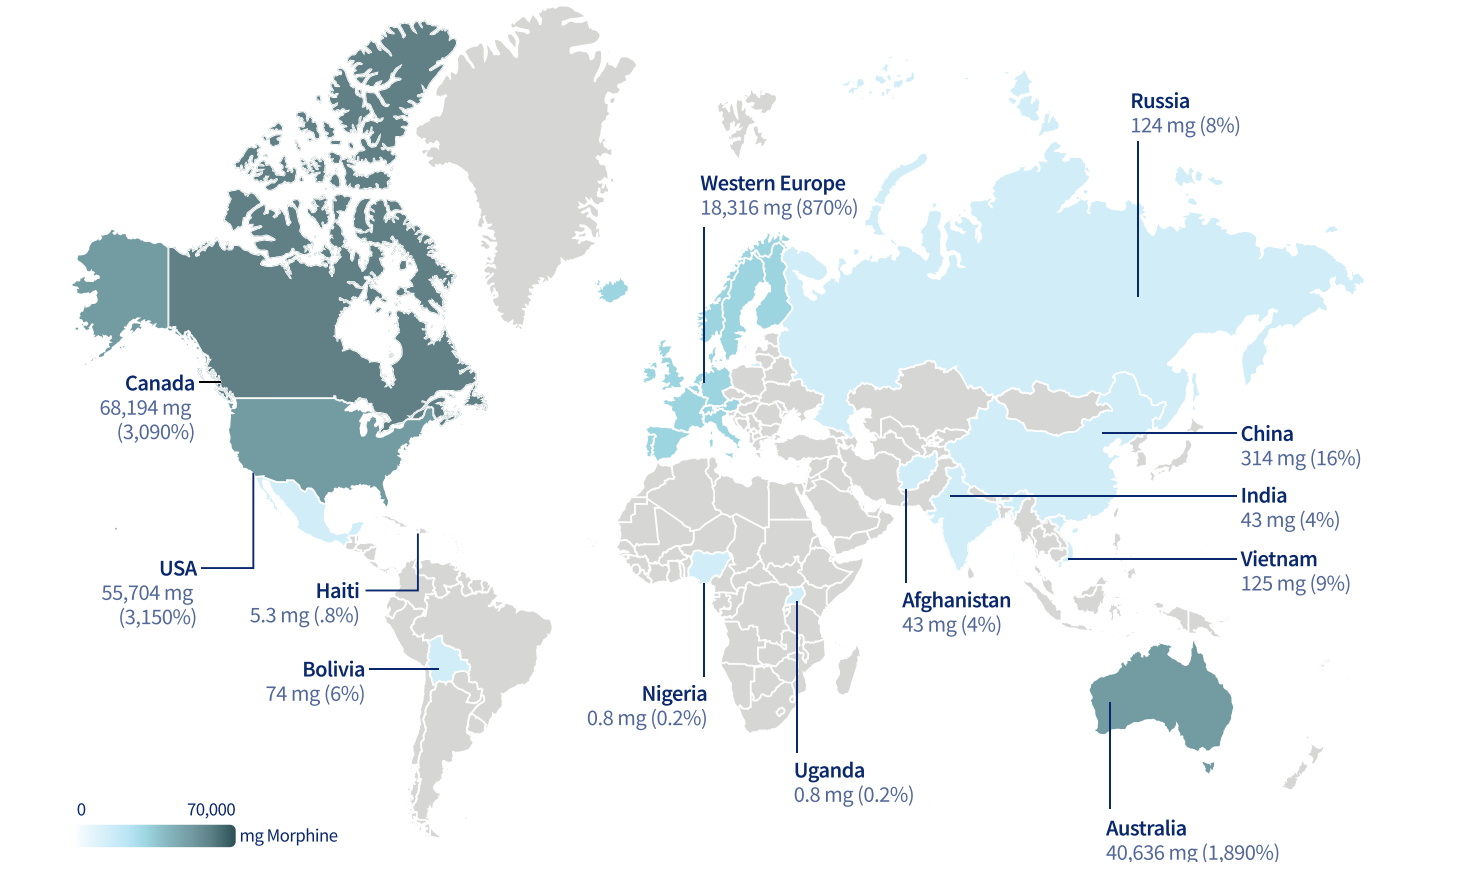 Russia
124 mg (8%)
Western Europe
18,316 mg (870%)
Canada
68,194 mg
(3,090%)
China
314 mg (16%)
India
43 mg (4%)
Vietnam
125 mg (9%)
USA
55,704 mg
(3,150%)
Haiti
5.3 mg (.8%)
Afghanistan
43 mg (4%)
Bolivia
74 mg (6%)
Nigeria
0.8 mg (0.2%)
Uganda
0.8 mg (0.2%)
Australia
40,636 mg (1,890%)
0 70,000
mg Morphine